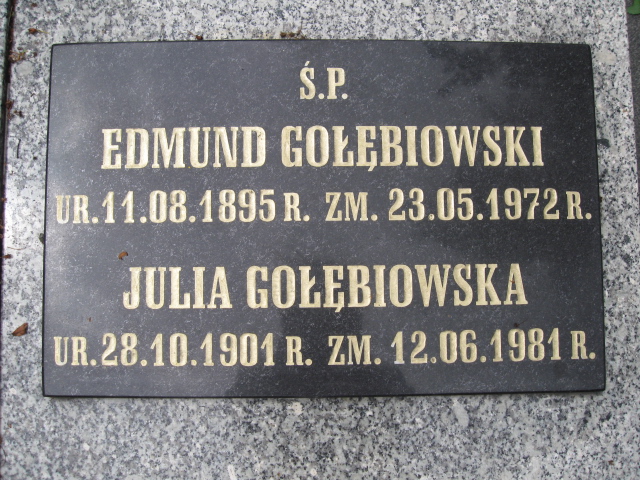 Ś.P.
EDMUND GOŁĘBIOWSKI
UR.11.08.1895 R. ZM. 23.05.1972 R.
JULIA GOŁĘBIOWSKA
UR.28.10.1901 R. ZM. 12.06.1981 R.